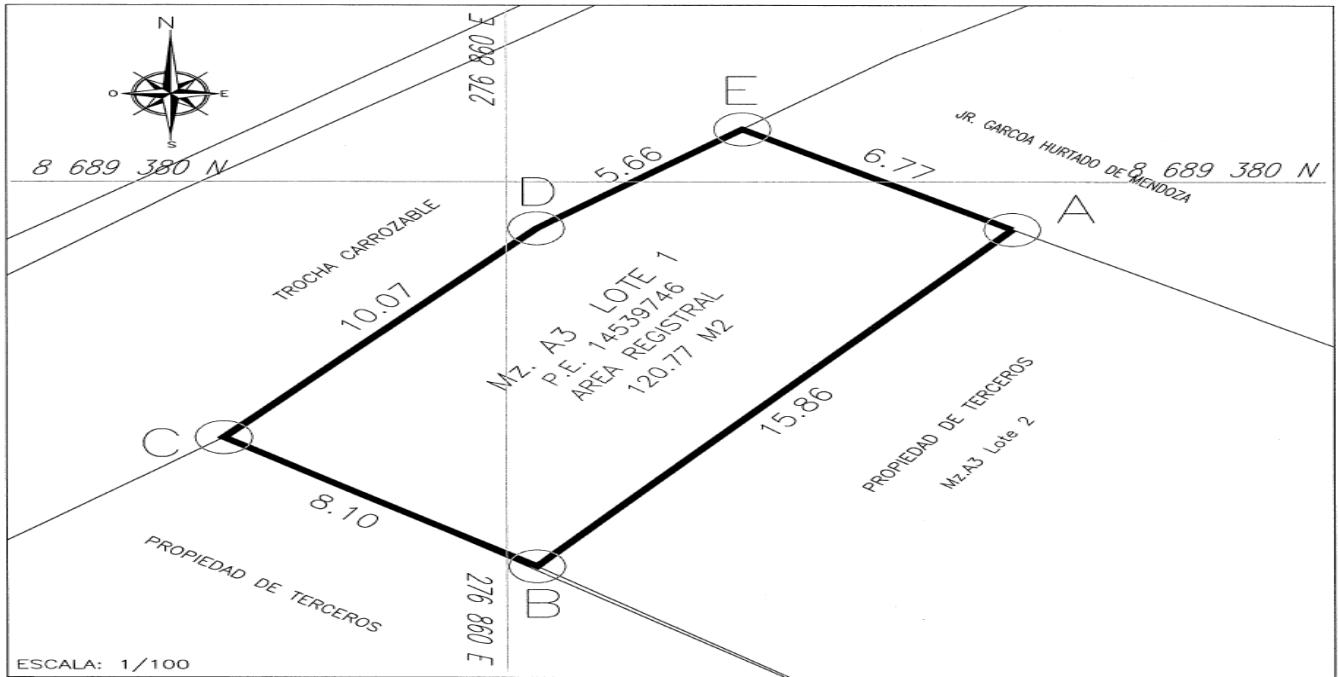 N
O
E
S
276 860 E
8 689 380 N
8 689 380 N
E
JR. GARCOA HURTADO DE MENDOZA
5.66
6.77
D
A
TROCHA CARROZABLE
10.07
Mz. A3 LOTE 1
P.E. 14539746
AREA REGISTRAL
120.77 M2
15.86
PROPIEDAD DE TERCEROS
Mz.A3 Lote 2
C
8.10
PROPIEDAD DE TERCEROS
B
276 860 E
ESCALA: 1/100